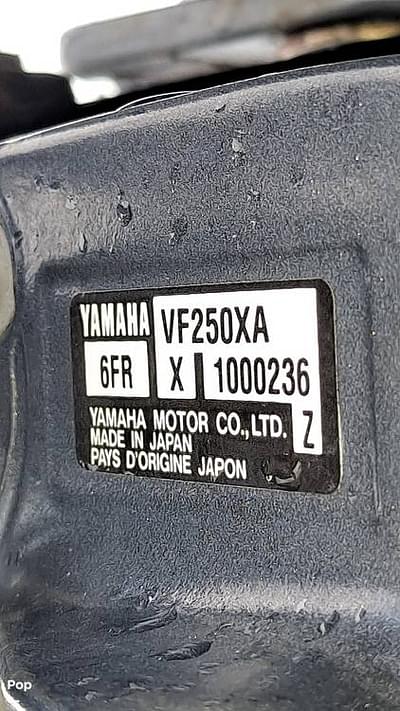 YAMAHA VF250XA
6FR X 1000236
YAMAHA MOTOR CO., LTD. Z
MADE IN JAPAN
PAYS D'ORIGINE JAPON
Pop